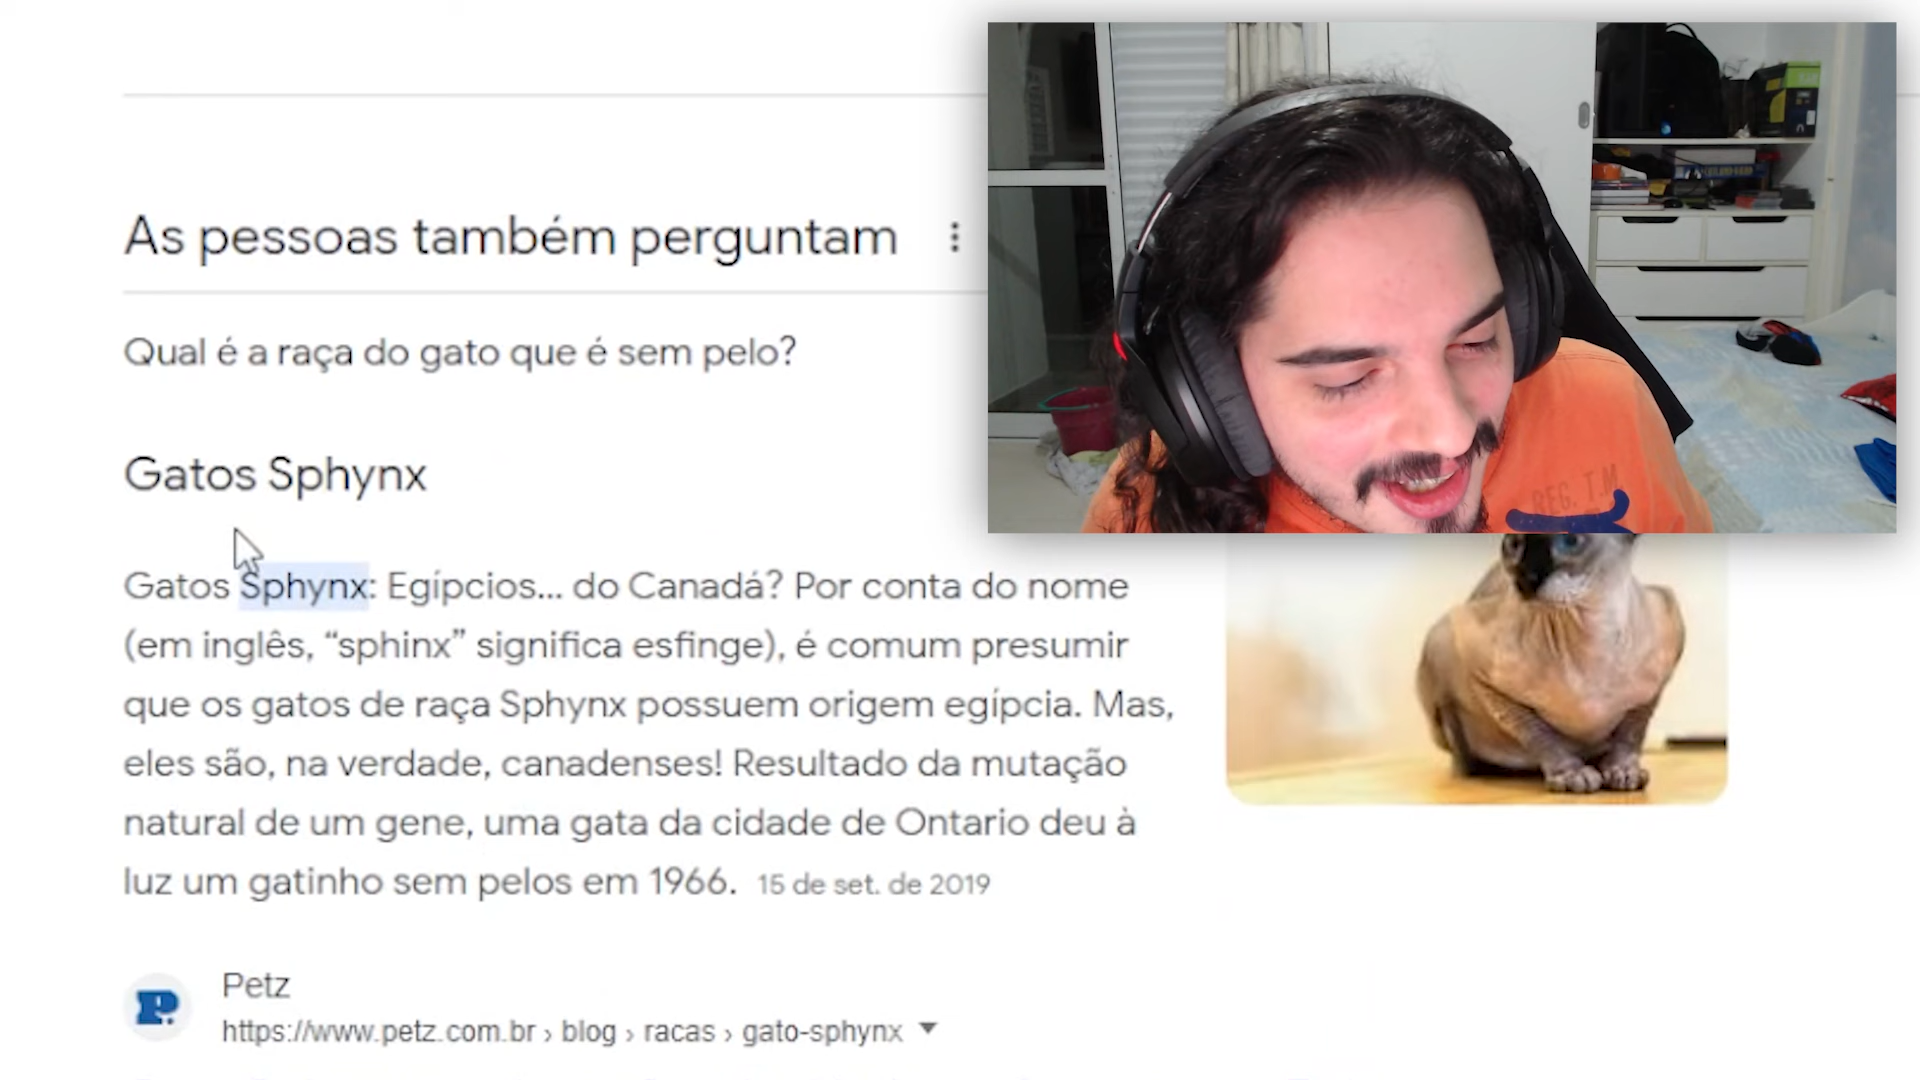 As pessoas também perguntam
Qual é a raça do gato que é sem pelo?
Gatos Sphynx
Gatos Sphynx: Egípcios... do Canadá? Por conta do nome
(em inglês, “sphinx” significa esfinge), é comum presumir
que os gatos de raça Sphynx possuem origem egípcia. Mas,
eles são, na verdade, canadenses! Resultado da mutação
natural de um gene, uma gata da cidade de Ontario deu à
luz um gatinho sem pelos em 1966. 15 de set. de 2019
Petz
https://www.petz.com.br › blog › racas › gato-sphynx
REG. T.M.